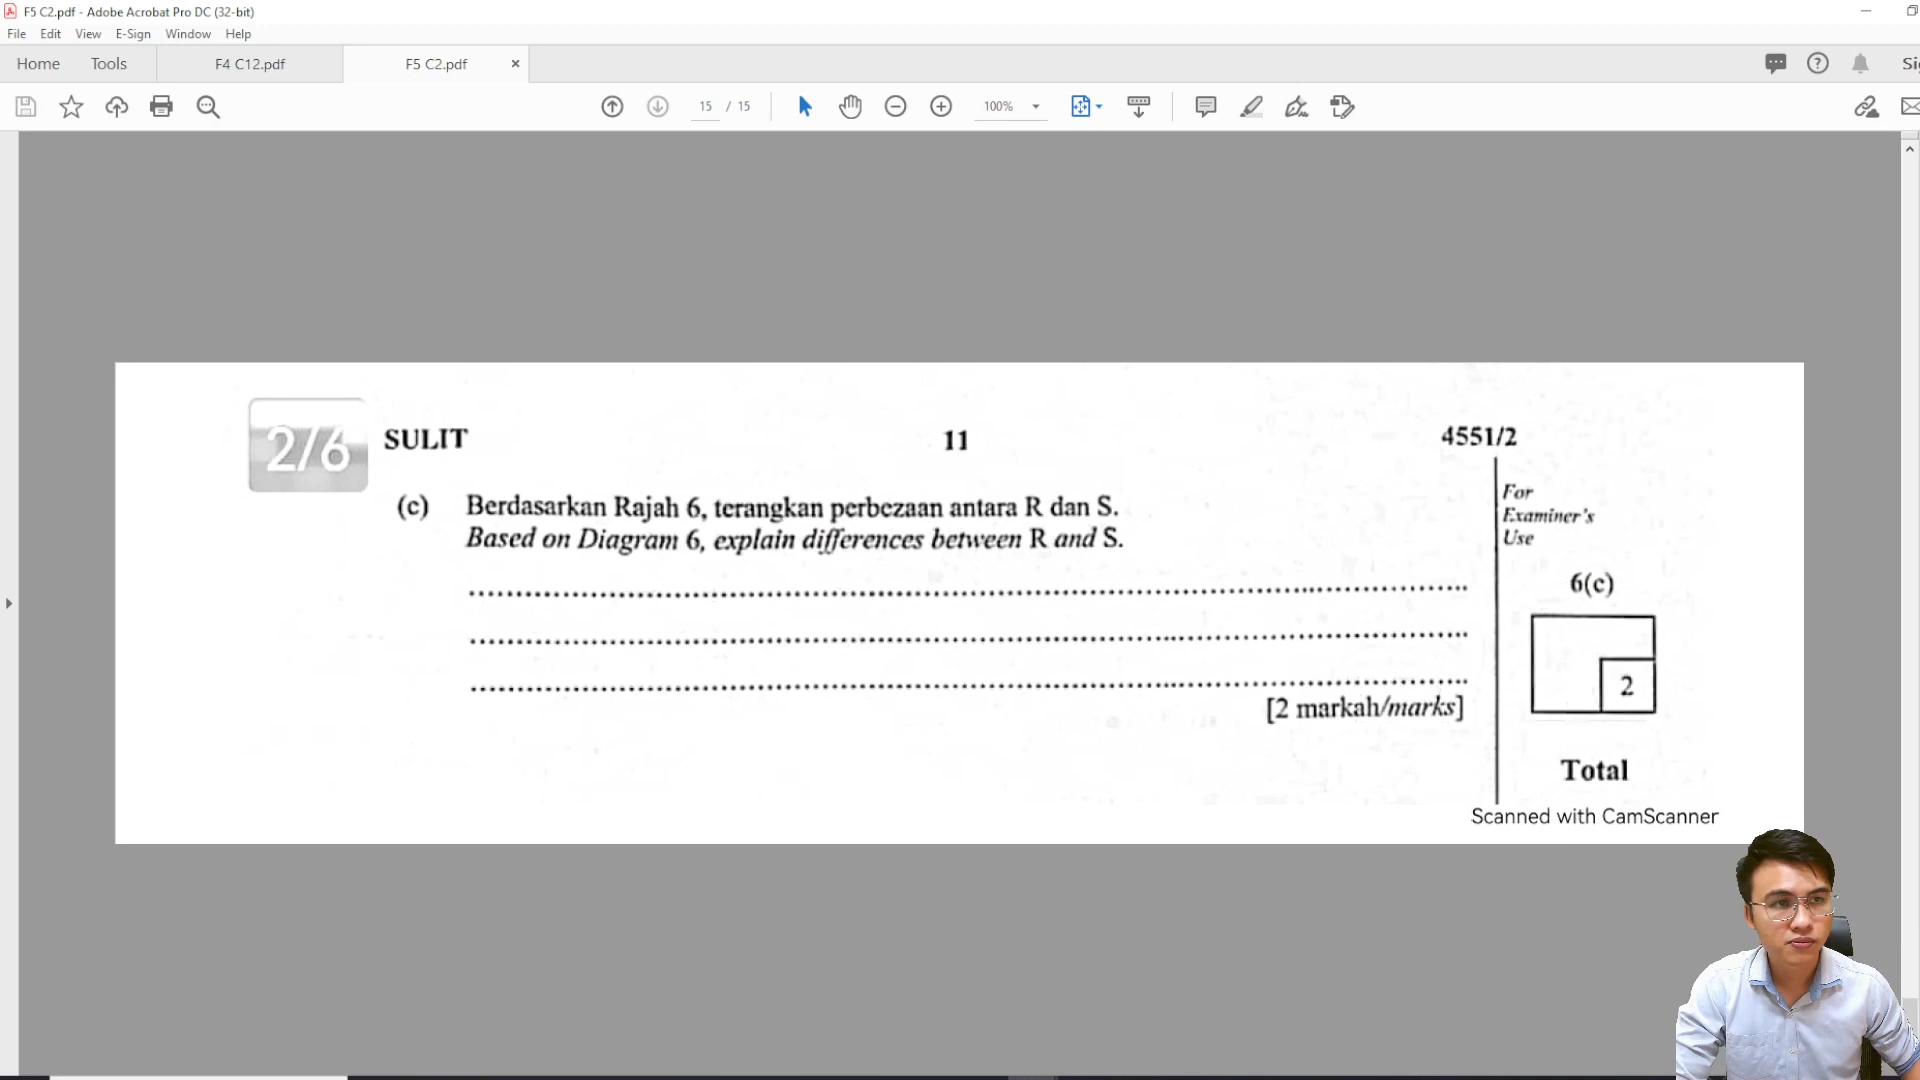 F5 C2.pdf - Adobe Acrobat Pro DC (32-bit)
File Edit View E-Sign Window Help
Home Tools F4 C12.pdf F5 C2.pdf ×
15 / 15 100%
2/6 SULIT 11 4551/2
(c) Berdasarkan Rajah 6, terangkan perbezaan antara R dan S.
Based on Diagram 6, explain differences between R and S.
[2 markah/marks]
For
Examiner's
Use
6(c)
2
Total
Scanned with CamScanner